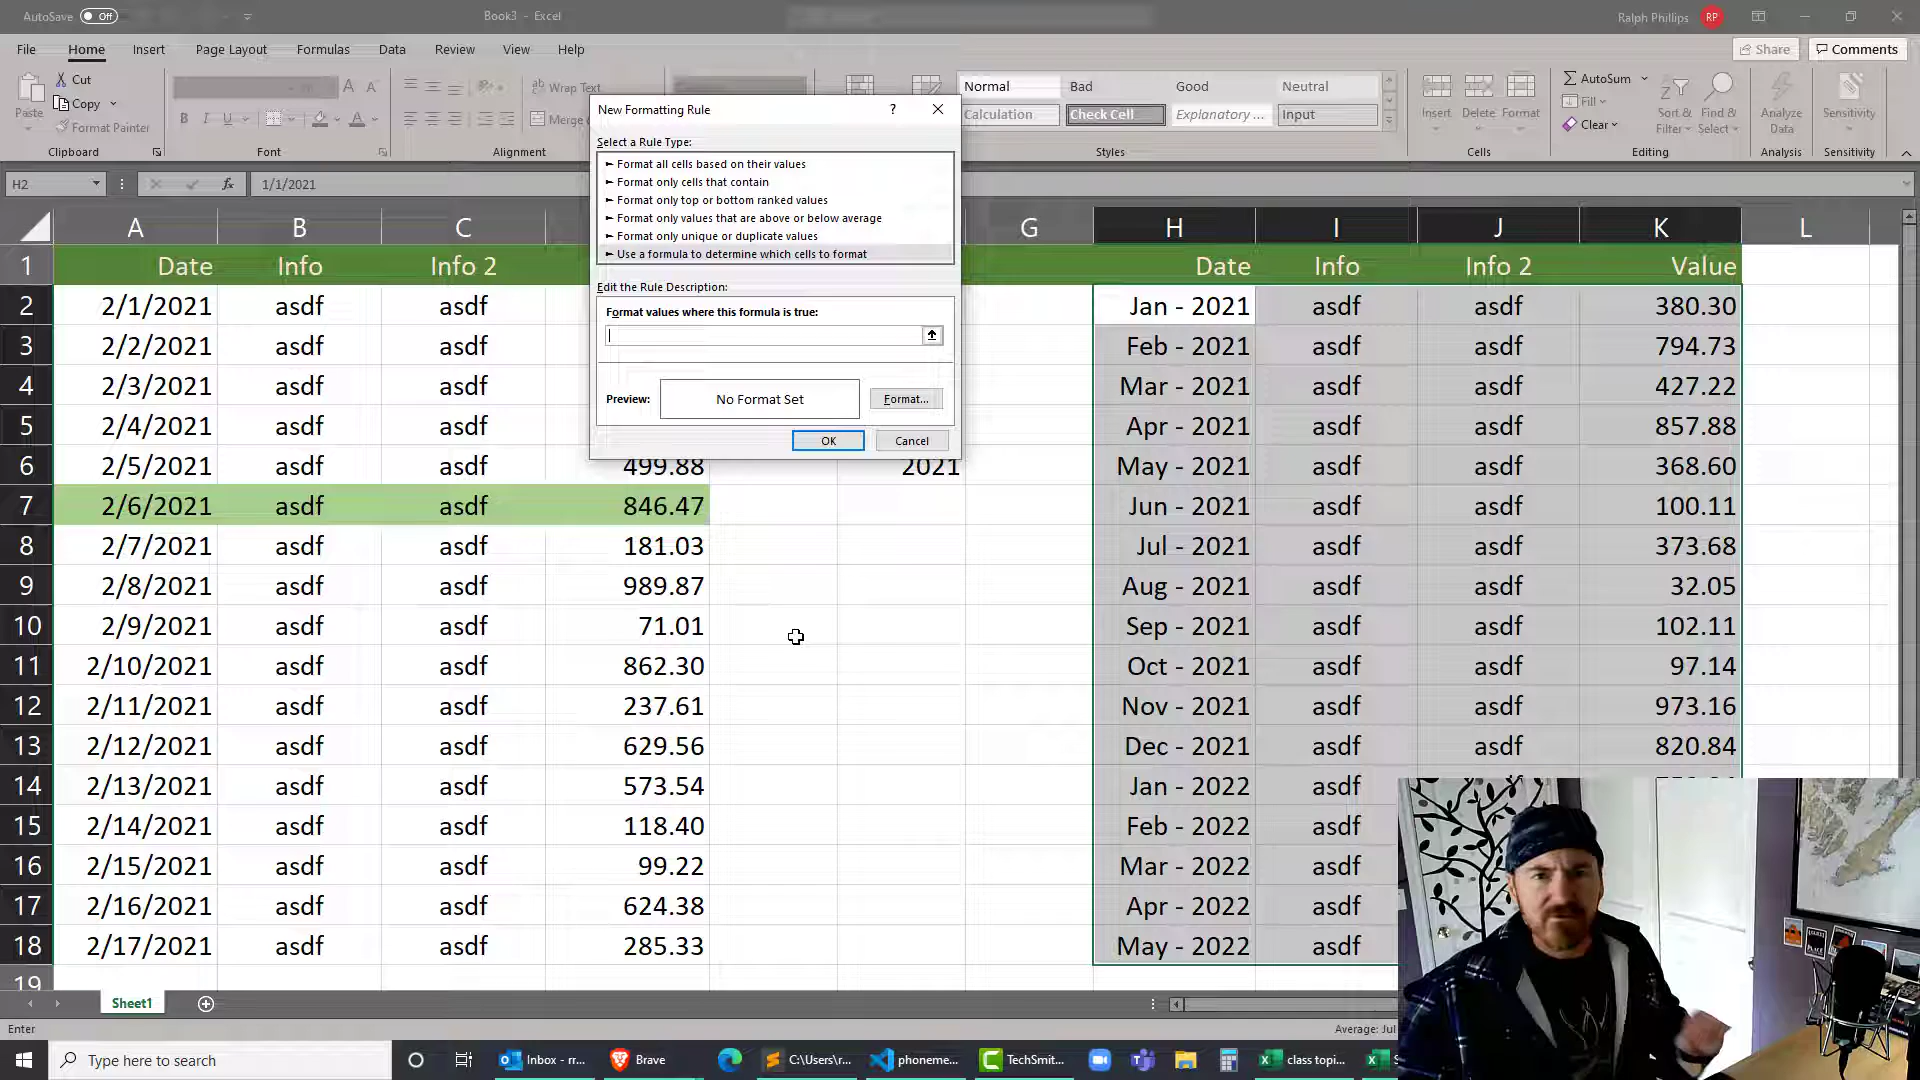 AutoSave Off
Book3 - Excel
Ralph Phillips RP
File Home Insert Page Layout Formulas Data Review View Help
Share Comments
Paste
Cut
Copy
Format Painter
Clipboard
B I U
Font
Wrap Text
Merge
Alignment
Normal Bad Good Neutral
Calculation Check Cell Explanatory ... Input
Styles
Insert Delete Format
Cells
AutoSum
Fill
Clear
Sort & Filter
Find & Select
Editing
Analyze Data
Analysis
Sensitivity
Sensitivity
H2 fx 1/1/2021
New Formatting Rule ?
Select a Rule Type:
► Format all cells based on their values
► Format only cells that contain
► Format only top or bottom ranked values
► Format only values that are above or below average
► Format only unique or duplicate values
► Use a formula to determine which cells to format
Edit the Rule Description:
Format values where this formula is true:
Preview: No Format Set Format...
OK Cancel
A B C G H I J K L
1 Date Info Info 2 Date Info Info 2 Value
2 2/1/2021 asdf asdf Jan - 2021 asdf asdf 380.30
3 2/2/2021 asdf asdf Feb - 2021 asdf asdf 794.73
4 2/3/2021 asdf asdf Mar - 2021 asdf asdf 427.22
5 2/4/2021 asdf asdf Apr - 2021 asdf asdf 857.88
6 2/5/2021 asdf asdf 499.88 2021 May - 2021 asdf asdf 368.60
7 2/6/2021 asdf asdf 846.47 Jun - 2021 asdf asdf 100.11
8 2/7/2021 asdf asdf 181.03 Jul - 2021 asdf asdf 373.68
9 2/8/2021 asdf asdf 989.87 Aug - 2021 asdf asdf 32.05
10 2/9/2021 asdf asdf 71.01 Sep - 2021 asdf asdf 102.11
11 2/10/2021 asdf asdf 862.30 Oct - 2021 asdf asdf 97.14
12 2/11/2021 asdf asdf 237.61 Nov - 2021 asdf asdf 973.16
13 2/12/2021 asdf asdf 629.56 Dec - 2021 asdf asdf 820.84
14 2/13/2021 asdf asdf 573.54 Jan - 2022 asdf
15 2/14/2021 asdf asdf 118.40 Feb - 2022 asdf
16 2/15/2021 asdf asdf 99.22 Mar - 2022 asdf
17 2/16/2021 asdf asdf 624.38 Apr - 2022 asdf
18 2/17/2021 asdf asdf 285.33 May - 2022 asdf
19
Sheet1
Enter
Average: Jul
Type here to search
Inbox - rr...
Brave
C:\Users\r...
phoneme...
TechSmit...
class topi...